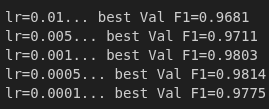 lr=0.01... best Val F1=0.9681
lr=0.005... best Val F1=0.9711
lr=0.001... best Val F1=0.9803
lr=0.0005... best Val F1=0.9814
lr=0.0001... best Val F1=0.9775